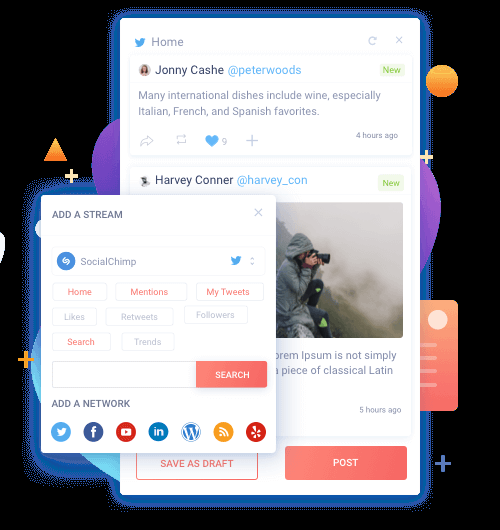 Home
Jonny Cashe @peterwoods
New
Many international dishes include wine, especially
Italian, French, and Spanish favorites.
9
4 hours ago
Harvey Conner @harvey_con
New
ADD A STREAM
SocialChimp
Home
Mentions
My Tweets
Likes
Retweets
Followers
Search
Trends
SEARCH
ADD A NETWORK
Ipsum is not simply
a piece of classical Latin
5 hours ago
SAVE AS DRAFT
POST